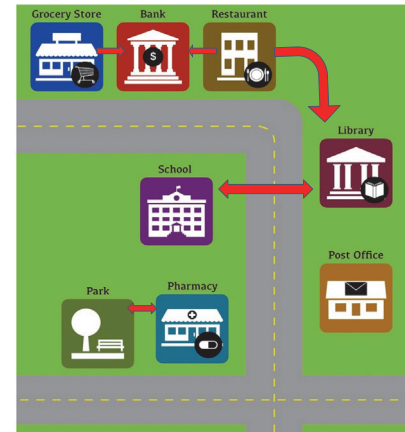 Grocery Store
Bank
Restaurant
$
Library
School
Post Office
Park
Pharmacy